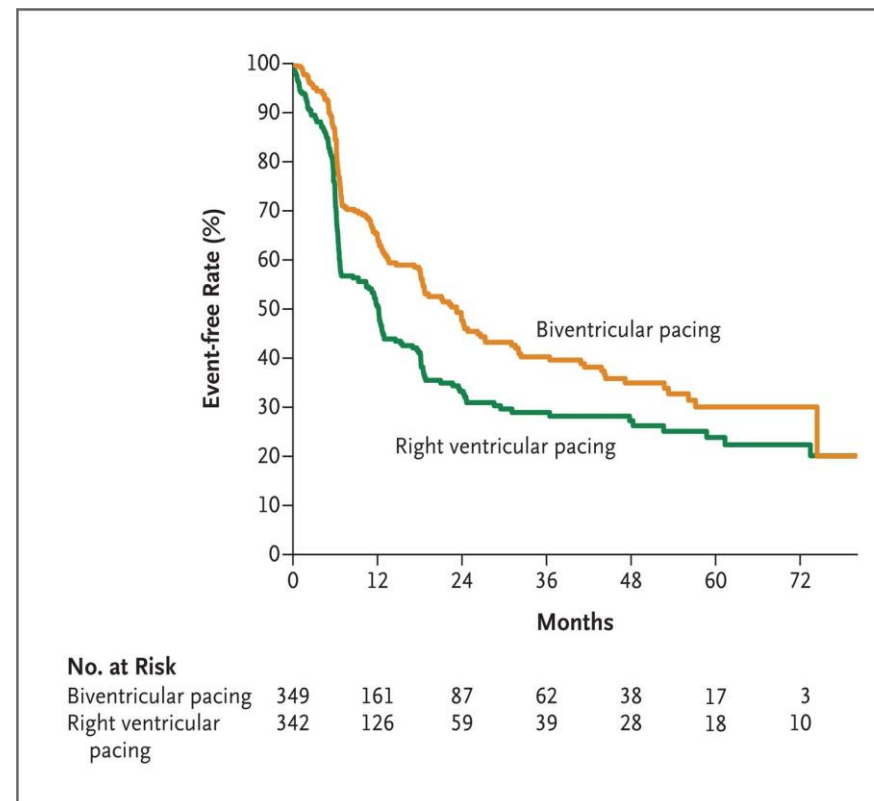 100
90
80
70
60
50
40
30
20
10
0
Event-free Rate (%)
Biventricular pacing
Right ventricular pacing
0 12 24 36 48 60 72
Months
No. at Risk
Biventricular pacing 349 161 87 62 38 17 3
Right ventricular 342 126 59 39 28 18 10
pacing